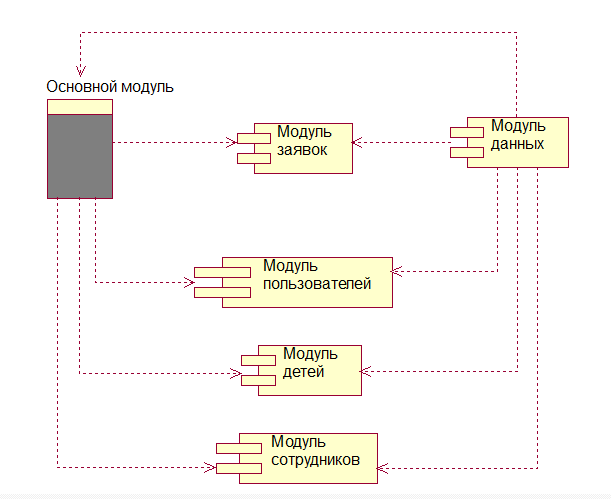 Основной модуль
Модуль
заявок
Модуль
данных
Модуль
пользователей
Модуль
детей
Модуль
сотрудников